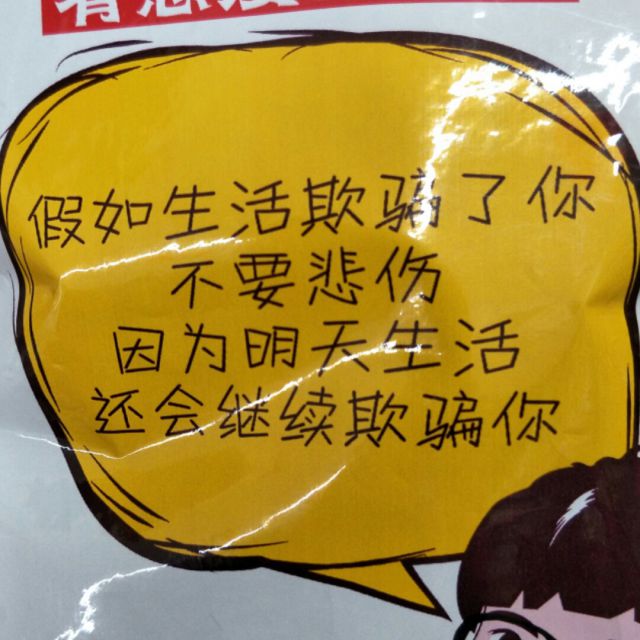 假如生活欺骗了你
不要悲伤
因为明天生活
还会继续欺骗你